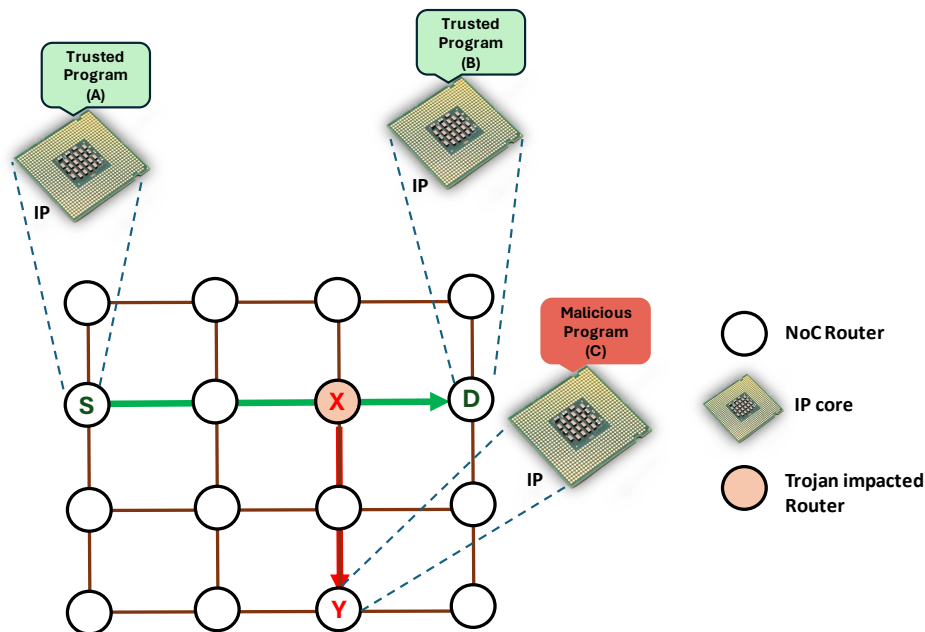 Trusted
Program
(A)
Trusted
Program
(B)
IP
IP
Malicious
Program
(C)
IP
S
X
D
Y
NoC Router
IP core
Trojan impacted
Router